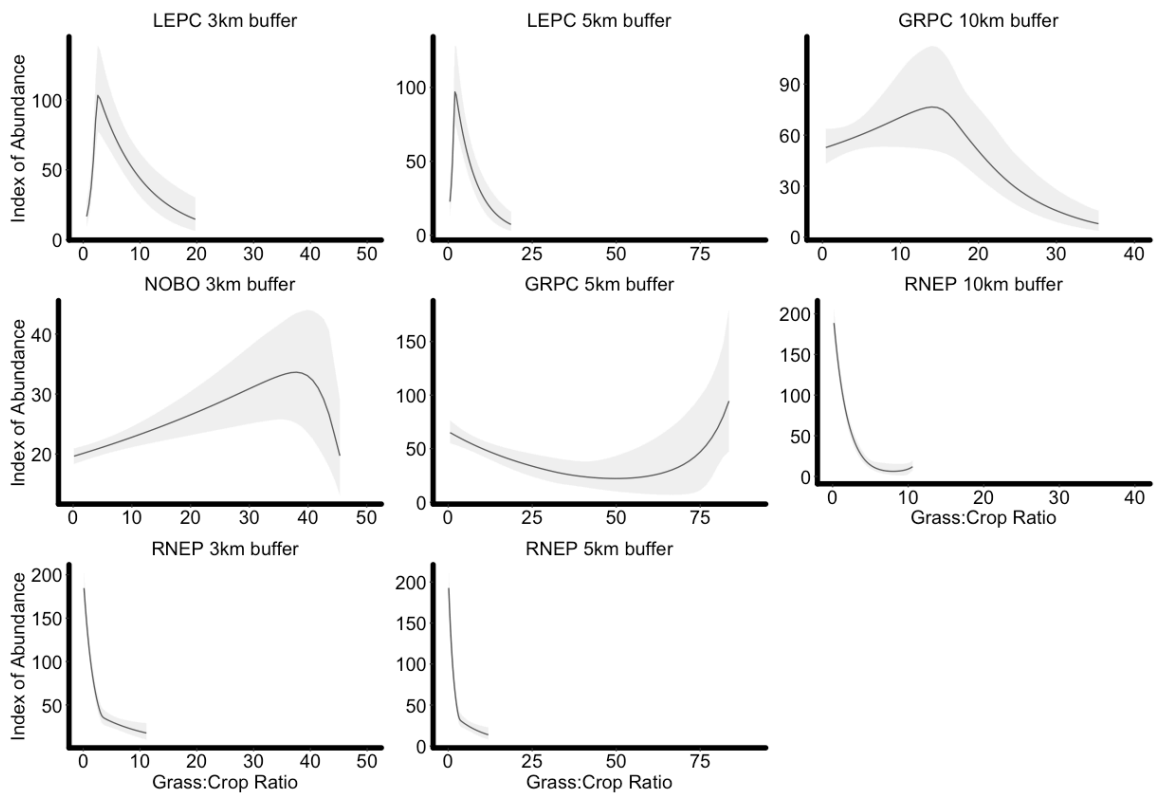 LEPC 3km buffer
Index of Abundance
100
50
0
0 10 20 30 40 50
LEPC 5km buffer
100
50
0
0 25 50 75
GRPC 10km buffer
90
60
30
0
0 10 20 30 40
NOBO 3km buffer
Index of Abundance
40
30
20
0 10 20 30 40 50
GRPC 5km buffer
150
100
50
0
0 25 50 75
RNEP 10km buffer
200
150
100
50
0
0 10 20 30 40
Grass:Crop Ratio
RNEP 3km buffer
Index of Abundance
200
150
100
50
0 10 20 30 40 50
Grass:Crop Ratio
RNEP 5km buffer
200
150
100
50
0
0 25 50 75
Grass:Crop Ratio